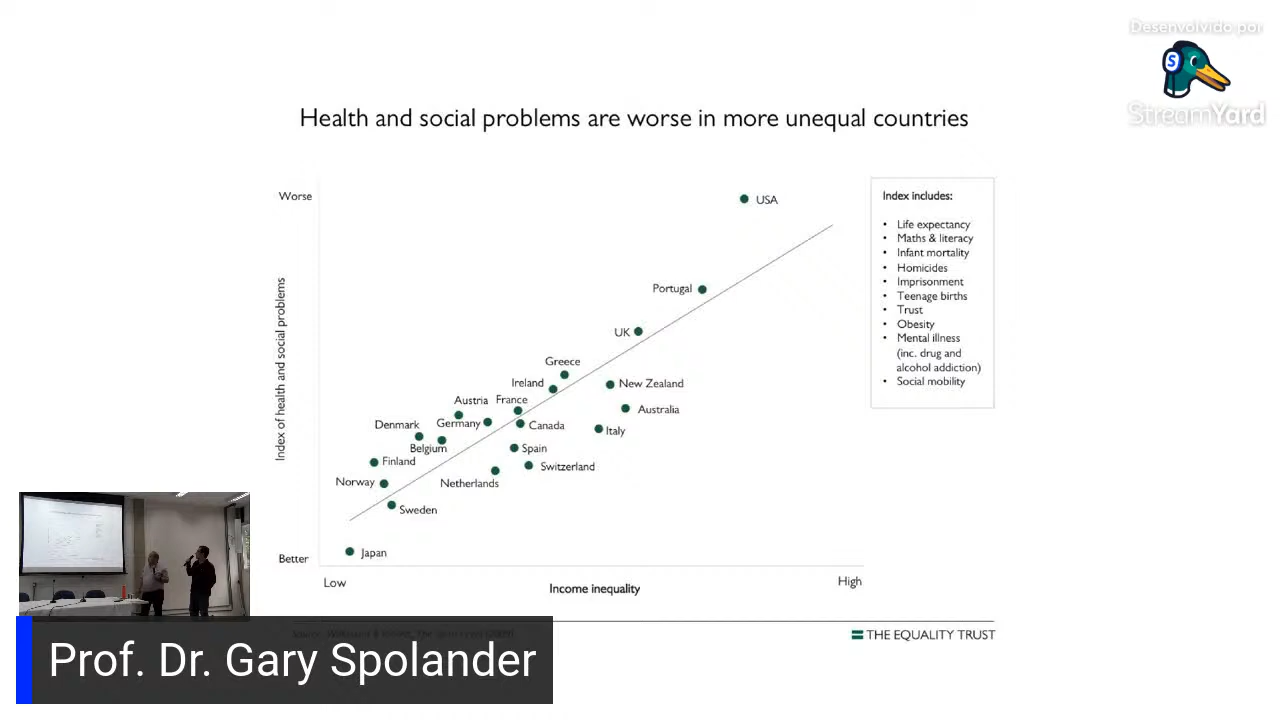 Desenvolvido por
StreamYard
Health and social problems are worse in more unequal countries
Worse
Index of health and social problems
Better
USA
Portugal
UK
Greece
Ireland
New Zealand
Austria
France
Australia
Denmark
Germany
Canada
Italy
Belgium
Spain
Finland
Switzerland
Norway
Netherlands
Sweden
Japan
Low
Income inequality
High
Index includes:
• Life expectancy
• Maths & literacy
• Infant mortality
• Homicides
• Imprisonment
• Teenage births
• Trust
• Obesity
• Mental illness
(inc. drug and
alcohol addiction)
• Social mobility
THE EQUALITY TRUST
Prof. Dr. Gary Spolander